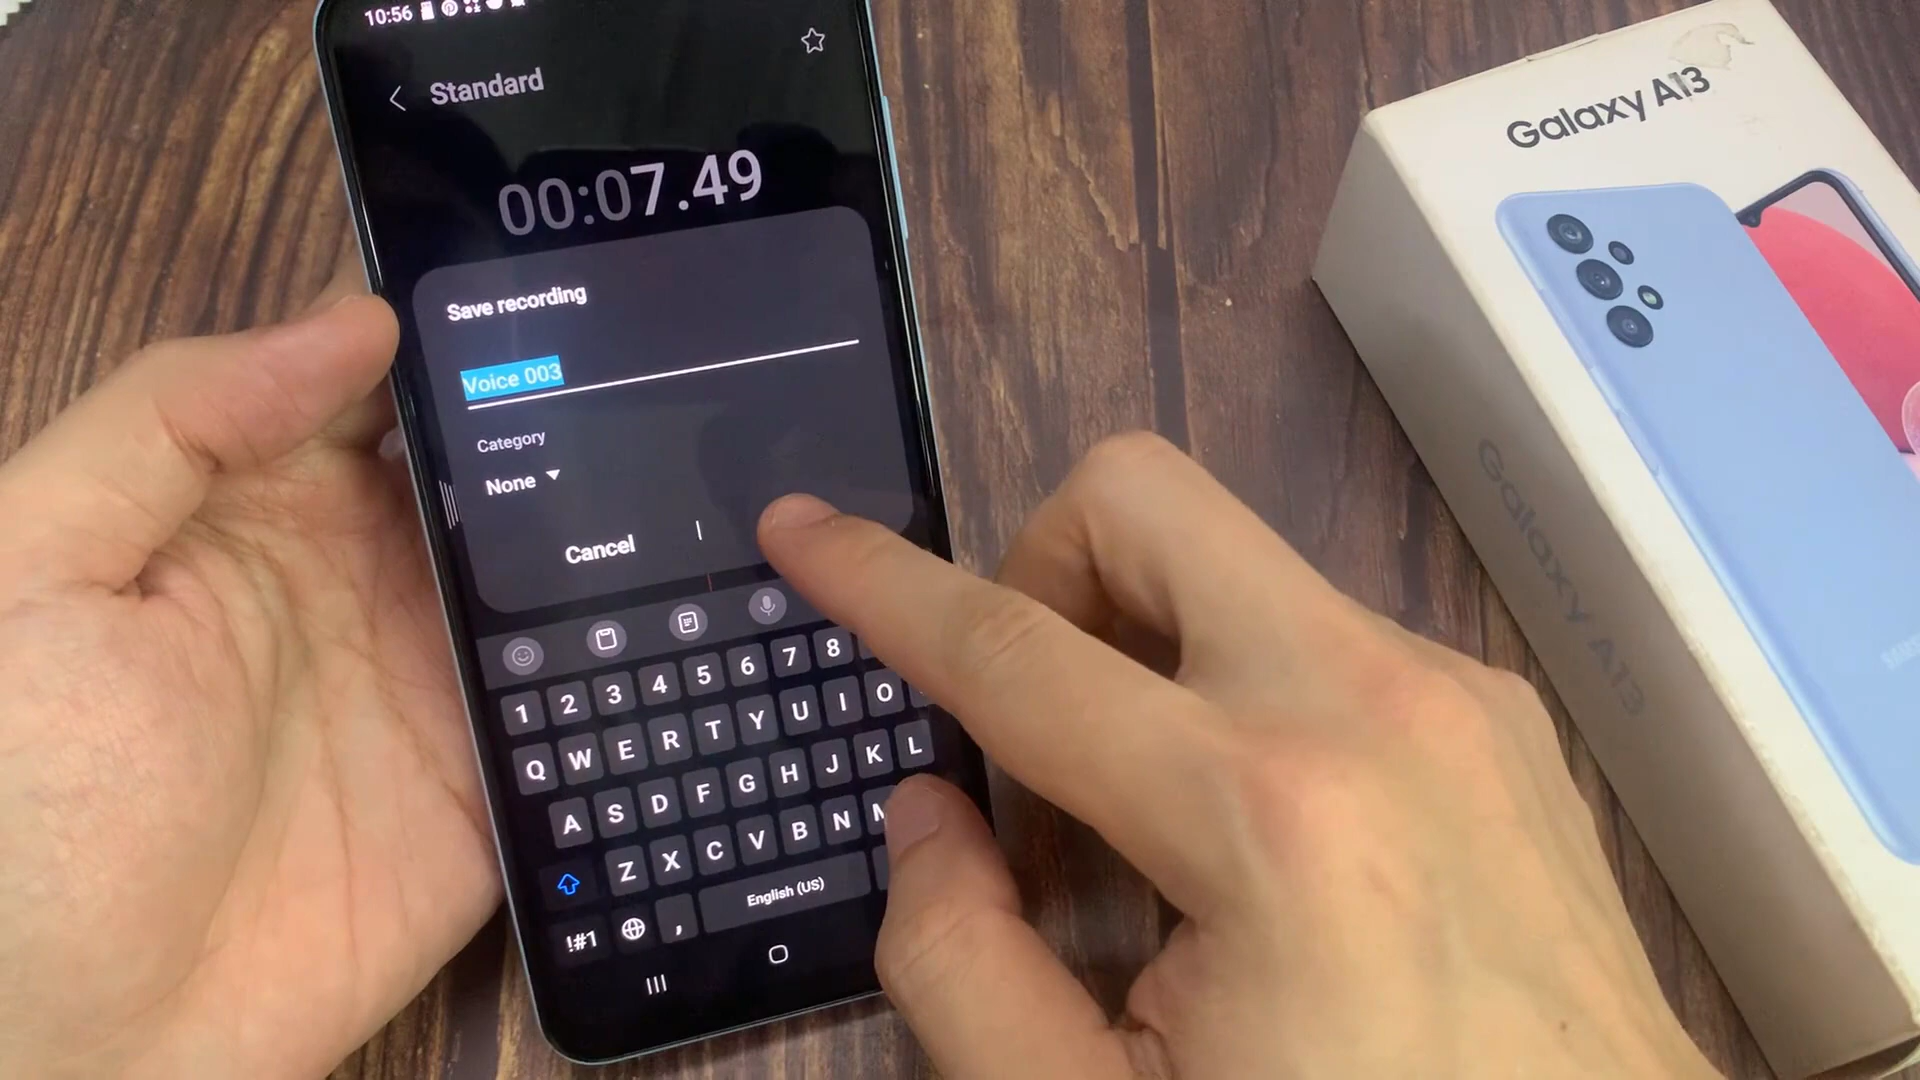 10:56
Standard
00:07.49
Save recording
Voice 003
Category
None
Cancel
1 2 3 4 5 6 7 8
Q W E R T Y U I O
A S D F G H J K L
Z X C V B N M
!#1 , English (US)
Galaxy A13
Galaxy A13